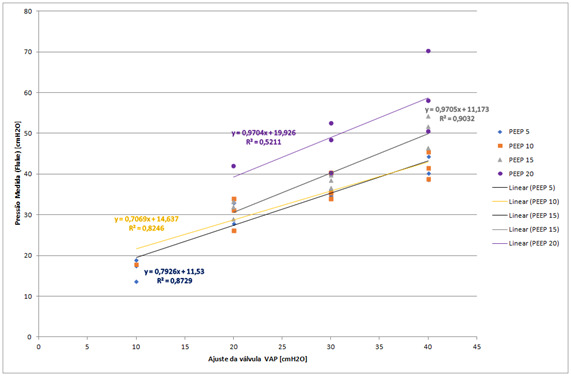 80
70
60
50
40
30
20
10
0
0 5 10 15 20 25 30 35 40 45
Pressão Medida (Fluke) [cmH2O]
Ajuste da válvula VAP [cmH2O]
y = 0,9704x + 19,926
R² = 0,5211
y = 0,9705x + 11,173
R² = 0,9032
y = 0,7069x + 14,637
R² = 0,8246
y = 0,7926x + 11,53
R² = 0,8729
PEEP 5
PEEP 10
PEEP 15
PEEP 20
Linear (PEEP 5)
Linear (PEEP 10)
Linear (PEEP 15)
Linear (PEEP 15)
Linear (PEEP 20)